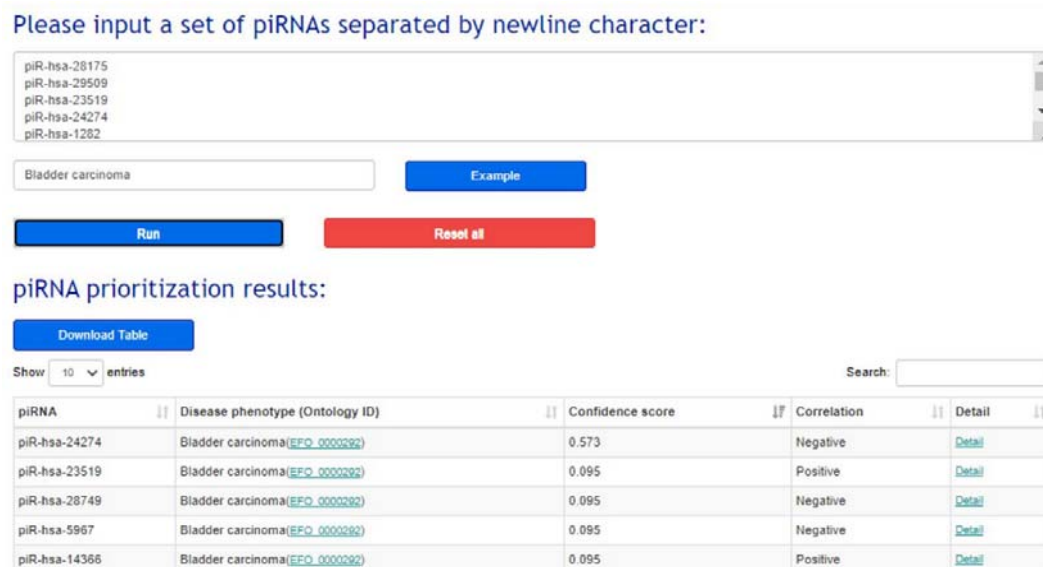 Please input a set of piRNAs separated by newline character:
piR-hsa-28175
piR-hsa-29509
piR-hsa-23519
piR-hsa-24274
piR-hsa-1282
Bladder carcinoma Example
Run Reset all
piRNA prioritization results:
Download Table
Show 10 entries Search:
piRNA Disease phenotype (Ontology ID) Confidence score Correlation Detail
piR-hsa-24274 Bladder carcinoma(EFO_0000292) 0.573 Negative Detail
piR-hsa-23519 Bladder carcinoma(EFO_0000292) 0.095 Positive Detail
piR-hsa-28749 Bladder carcinoma(EFO_0000292) 0.095 Negative Detail
piR-hsa-5967 Bladder carcinoma(EFO_0000292) 0.095 Negative Detail
piR-hsa-14366 Bladder carcinoma(EFO_0000292) 0.095 Positive Detail